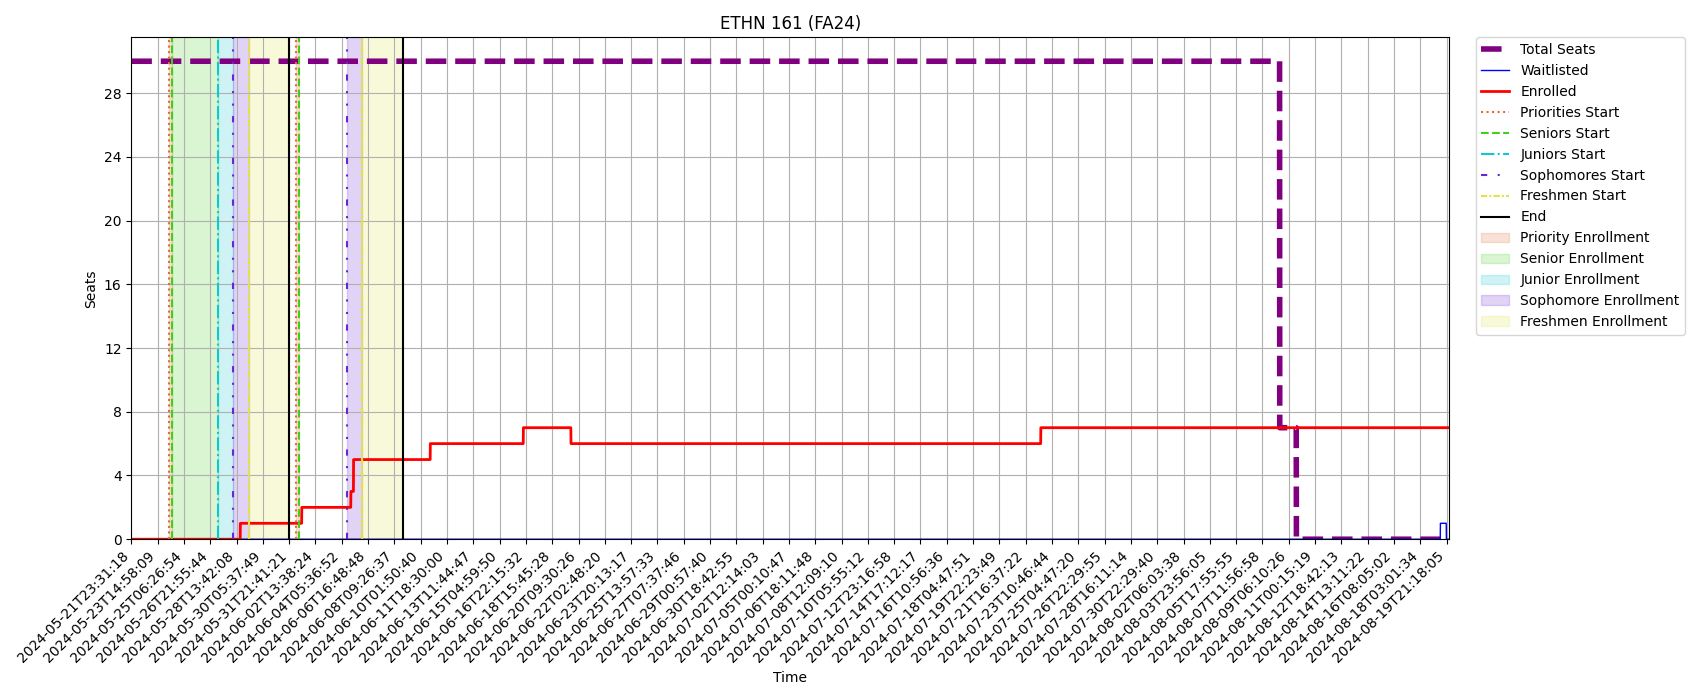 ETHN 161 (FA24)
Total Seats
Waitlisted
Enrolled
Priorities Start
Seniors Start
Juniors Start
Sophomores Start
Freshmen Start
End
Priority Enrollment
Senior Enrollment
Junior Enrollment
Sophomore Enrollment
Freshmen Enrollment
Seats
28
24
20
16
12
8
4
0
2024-05-21T23:31:18
2024-05-23T14:58:09
2024-05-25T06:26:54
2024-05-26T21:55:44
2024-05-28T13:42:08
2024-05-30T05:37:49
2024-05-31T21:41:21
2024-06-02T13:38:24
2024-06-04T05:36:52
2024-06-06T16:48:48
2024-06-08T09:26:37
2024-06-10T01:50:40
2024-06-11T18:30:00
2024-06-13T11:44:47
2024-06-15T04:59:50
2024-06-16T22:15:32
2024-06-18T15:45:28
2024-06-20T09:30:26
2024-06-22T02:48:20
2024-06-23T20:13:17
2024-06-25T13:57:33
2024-06-27T07:37:46
2024-06-29T00:57:40
2024-06-30T18:42:55
2024-07-02T12:14:03
2024-07-05T00:10:47
2024-07-06T18:11:48
2024-07-08T12:09:10
2024-07-10T05:55:12
2024-07-12T23:16:58
2024-07-14T17:12:17
2024-07-16T10:56:36
2024-07-18T04:47:51
2024-07-19T22:23:49
2024-07-21T16:37:22
2024-07-23T10:46:44
2024-07-25T04:47:20
2024-07-26T22:29:55
2024-07-28T16:11:14
2024-07-30T22:29:40
2024-08-02T06:03:38
2024-08-03T23:56:05
2024-08-05T17:55:55
2024-08-07T11:56:58
2024-08-09T06:10:26
2024-08-11T00:15:19
2024-08-12T18:42:13
2024-08-14T13:11:22
2024-08-16T08:05:02
2024-08-18T03:01:34
2024-08-19T21:18:05
Time